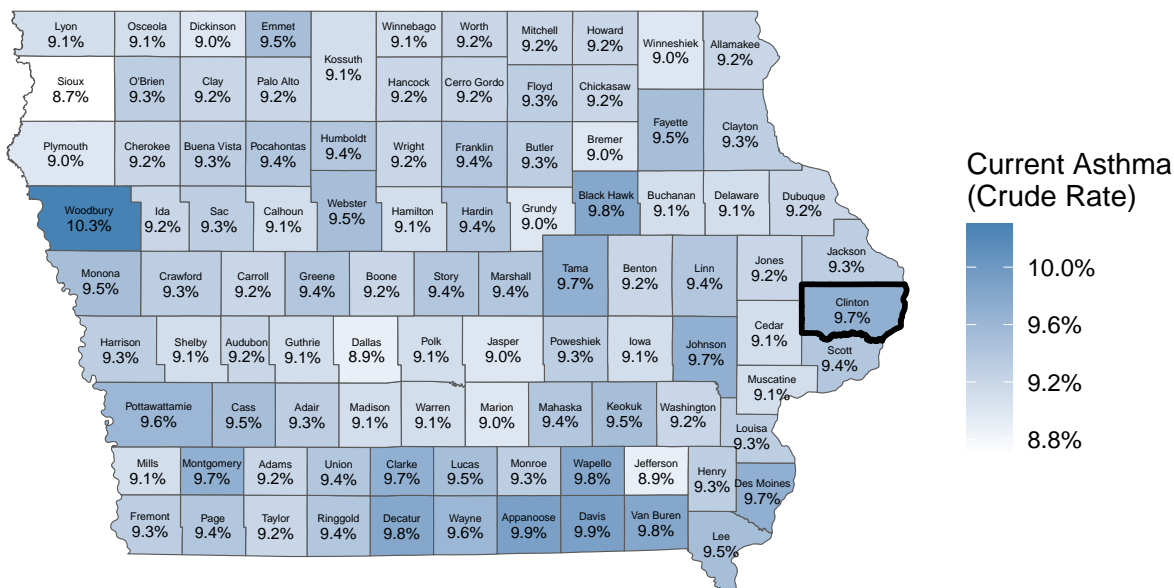 Lyon
9.1%
Osceola
9.1%
Dickinson
9.0%
Emmet
9.5%
Kossuth
9.1%
Winnebago
9.1%
Worth
9.2%
Mitchell
9.2%
Howard
9.2%
Winneshiek
9.0%
Allamakee
9.2%
Sioux
8.7%
O'Brien
9.3%
Clay
9.2%
Palo Alto
9.2%
Hancock
9.2%
Cerro Gordo
9.2%
Floyd
9.3%
Chickasaw
9.2%
Plymouth
9.0%
Cherokee
9.2%
Buena Vista
9.3%
Pocahontas
9.4%
Humboldt
9.4%
Wright
9.2%
Franklin
9.4%
Butler
9.3%
Bremer
9.0%
Fayette
9.5%
Clayton
9.3%
Woodbury
10.3%
Ida
9.2%
Sac
9.3%
Calhoun
9.1%
Webster
9.5%
Hamilton
9.1%
Hardin
9.4%
Grundy
9.0%
Black Hawk
9.8%
Buchanan
9.1%
Delaware
9.1%
Dubuque
9.2%
Monona
9.5%
Crawford
9.3%
Carroll
9.2%
Greene
9.4%
Boone
9.2%
Story
9.4%
Marshall
9.4%
Tama
9.7%
Benton
9.2%
Linn
9.4%
Jones
9.2%
Jackson
9.3%
Clinton
9.7%
Harrison
9.3%
Shelby
9.1%
Audubon
9.2%
Guthrie
9.1%
Dallas
8.9%
Polk
9.1%
Jasper
9.0%
Poweshiek
9.3%
Iowa
9.1%
Johnson
9.7%
Cedar
9.1%
Scott
9.4%
Muscatine
9.1%
Pottawattamie
9.6%
Cass
9.5%
Adair
9.3%
Madison
9.1%
Warren
9.1%
Marion
9.0%
Mahaska
9.4%
Keokuk
9.5%
Washington
9.2%
Louisa
9.3%
Mills
9.1%
Montgomery
9.7%
Adams
9.2%
Union
9.4%
Clarke
9.7%
Lucas
9.5%
Monroe
9.3%
Wapello
9.8%
Jefferson
8.9%
Henry
9.3%
Des Moines
9.7%
Fremont
9.3%
Page
9.4%
Taylor
9.2%
Ringgold
9.4%
Decatur
9.8%
Wayne
9.6%
Appanoose
9.9%
Davis
9.9%
Van Buren
9.8%
Lee
9.5%
Current Asthma
(Crude Rate)
10.0%
9.6%
9.2%
8.8%